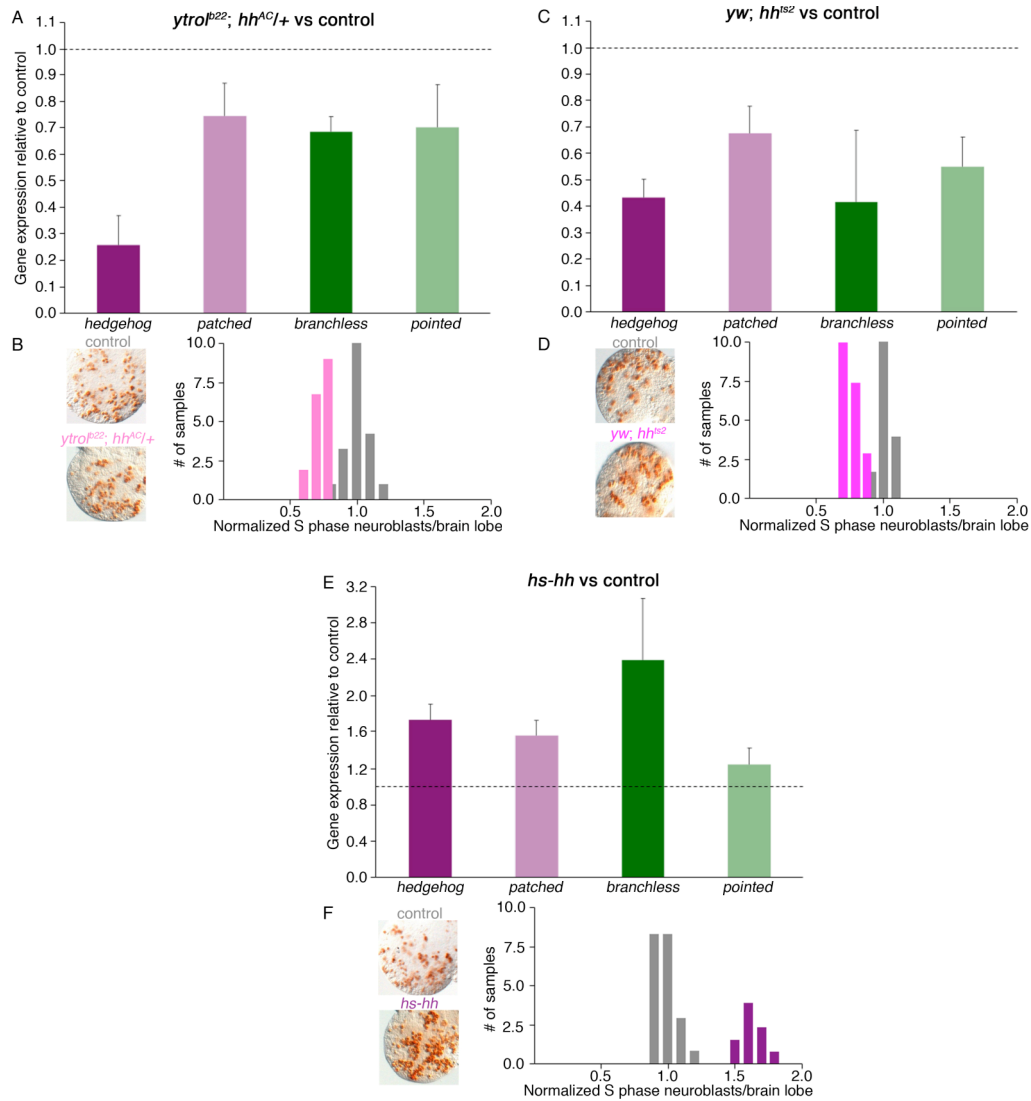 A
ytrol^b22; hh^AC/+ vs control
Gene expression relative to control
1.1
1.0
0.9
0.8
0.7
0.6
0.5
0.4
0.3
0.2
0.1
0.0
hedgehog patched branchless pointed
B
control
ytrol^b22; hh^AC/+
# of samples
10.0
7.5
5.0
2.5
0.0
0.5 1.0 1.5 2.0
Normalized S phase neuroblasts/brain lobe
C
yw; hh^ts2 vs control
1.1
1.0
0.9
0.8
0.7
0.6
0.5
0.4
0.3
0.2
0.1
0.0
hedgehog patched branchless pointed
D
control
yw; hh^ts2
# of samples
10.0
7.5
5.0
2.5
0.0
0.5 1.0 1.5 2.0
Normalized S phase neuroblasts/brain lobe
E
hs-hh vs control
Gene expression relative to control
3.2
2.8
2.4
2.0
1.6
1.2
0.8
0.4
0.0
hedgehog patched branchless pointed
F
control
hs-hh
# of samples
10.0
7.5
5.0
2.5
0.0
0.5 1.0 1.5 2.0
Normalized S phase neuroblasts/brain lobe